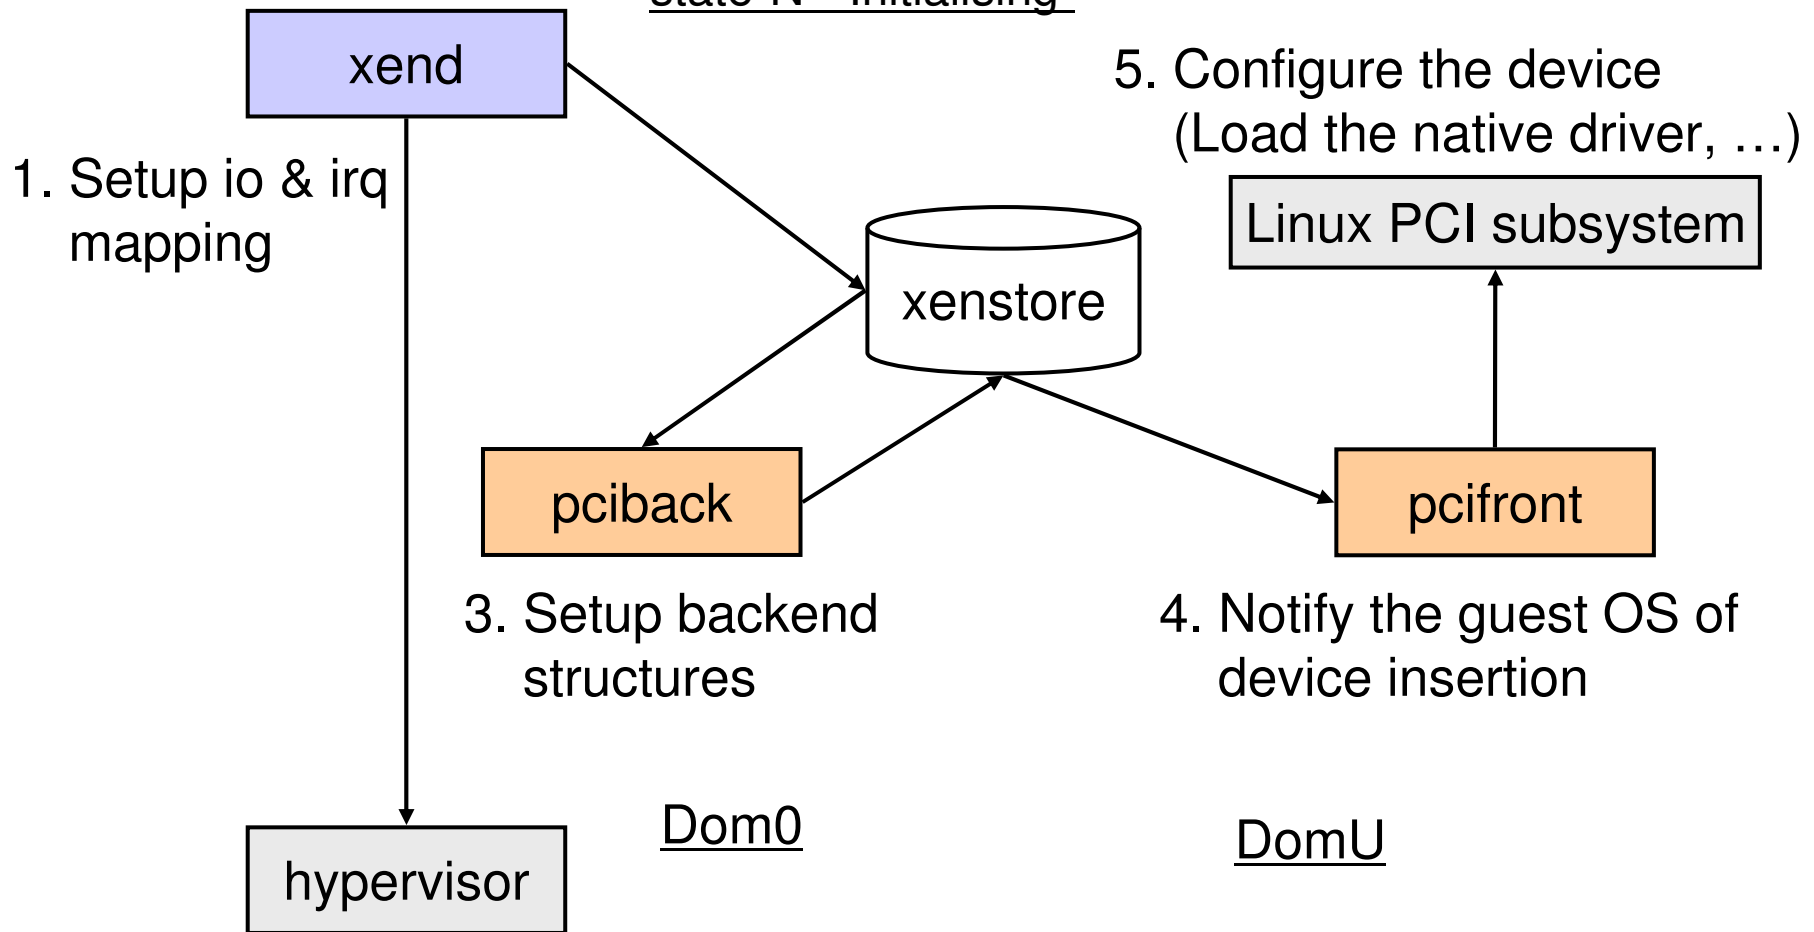 xend
5. Configure the device
(Load the native driver, …)
1. Setup io & irq
mapping
Linux PCI subsystem
xenstore
pciback
pcifront
3. Setup backend
structures
4. Notify the guest OS of
device insertion
Dom0
DomU
hypervisor